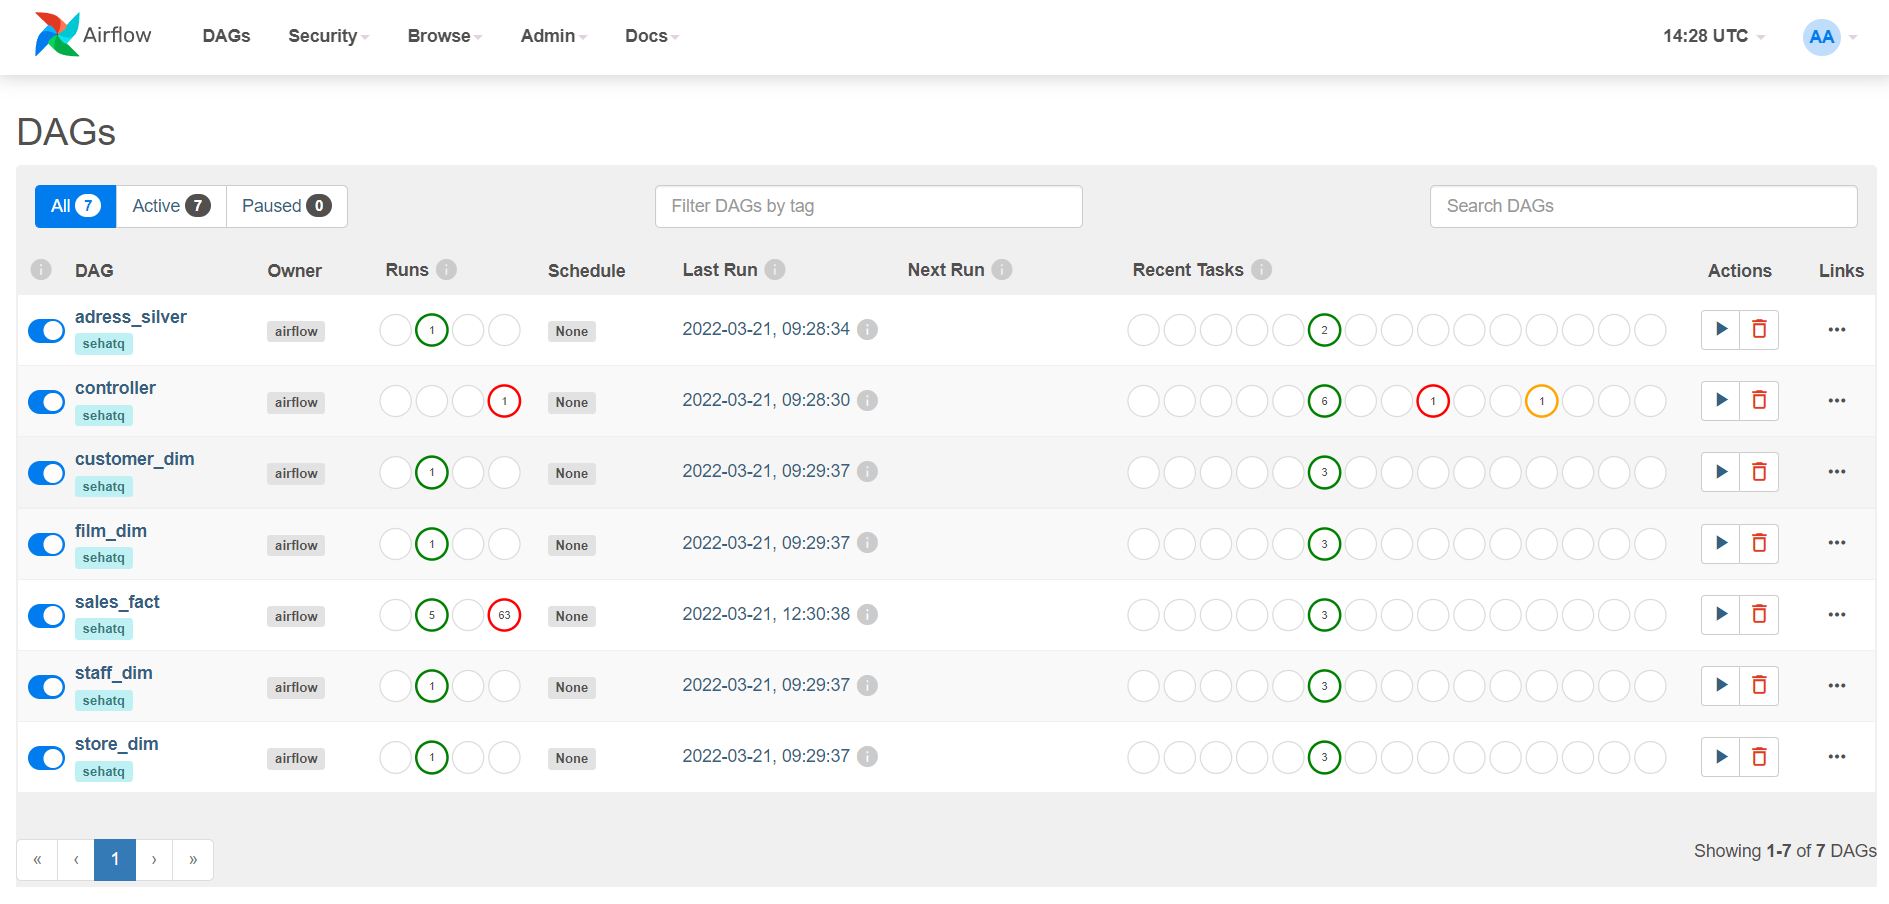 Airflow DAGs Security Browse Admin Docs 14:28 UTC AA
DAGs
All 7 Active 7 Paused 0 Filter DAGs by tag Search DAGs
i DAG Owner Runs i Schedule Last Run i Next Run i Recent Tasks i Actions Links
adress_silver
sehatq airflow 1 None 2022-03-21, 09:28:34 i 2
controller
sehatq airflow 1 None 2022-03-21, 09:28:30 i 6 1 1
customer_dim
sehatq airflow 1 None 2022-03-21, 09:29:37 i 3
film_dim
sehatq airflow 1 None 2022-03-21, 09:29:37 i 3
sales_fact
sehatq airflow 5 63 None 2022-03-21, 12:30:38 i 3
staff_dim
sehatq airflow 1 None 2022-03-21, 09:29:37 i 3
store_dim
sehatq airflow 1 None 2022-03-21, 09:29:37 i 3
« ‹ 1 › » Showing 1-7 of 7 DAGs